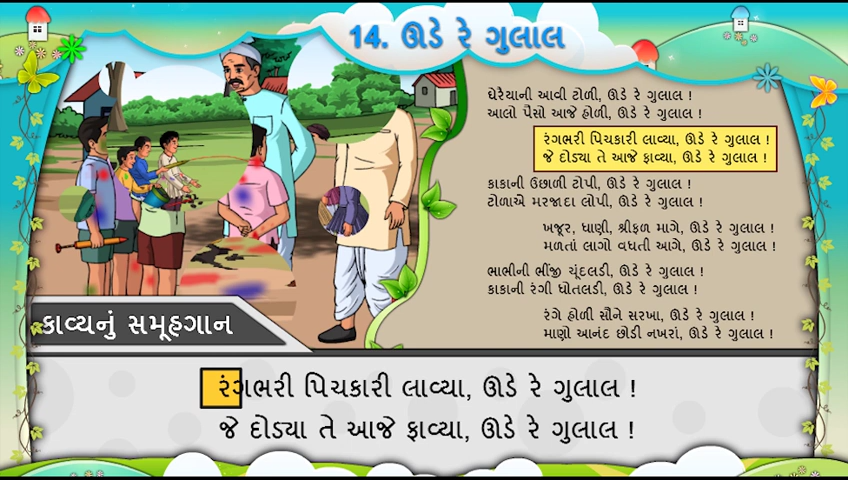 14. ઊડે રે ગુલાલ
ઘેરૈયાની આવી ટોળી, ઊડે રે ગુલાલ !
આલો પૈસો આજે હોળી, ઊડે રે ગુલાલ !
રંગભરી પિચકારી લાવ્યા, ઊડે રે ગુલાલ !
જે દોડ્યા તે આજે ફાવ્યા, ઊડે રે ગુલાલ !
કાકાની ઉછાળી ટોપી, ઊડે રે ગુલાલ !
ટોળાએ મરજાદા લોપી, ઊડે રે ગુલાલ !
ખજૂર, ધાણી, શ્રીફળ માગે, ઊડે રે ગુલાલ !
મળતાં લાગો વધતી આગે, ઊડે રે ગુલાલ !
ભાભીની ભીંજી ચૂંદલડી, ઊડે રે ગુલાલ !
કાકાની રંગી ધોતલડી, ઊડે રે ગુલાલ !
રંગે હોળી સૌને સરખા, ઊડે રે ગુલાલ !
માણો આનંદ છોડી નખરાં, ઊડે રે ગુલાલ !
કાવ્યનું સમૂહગાન
રંગભરી પિચકારી લાવ્યા, ઊડે રે ગુલાલ !
જે દોડ્યા તે આજે ફાવ્યા, ઊડે રે ગુલાલ !